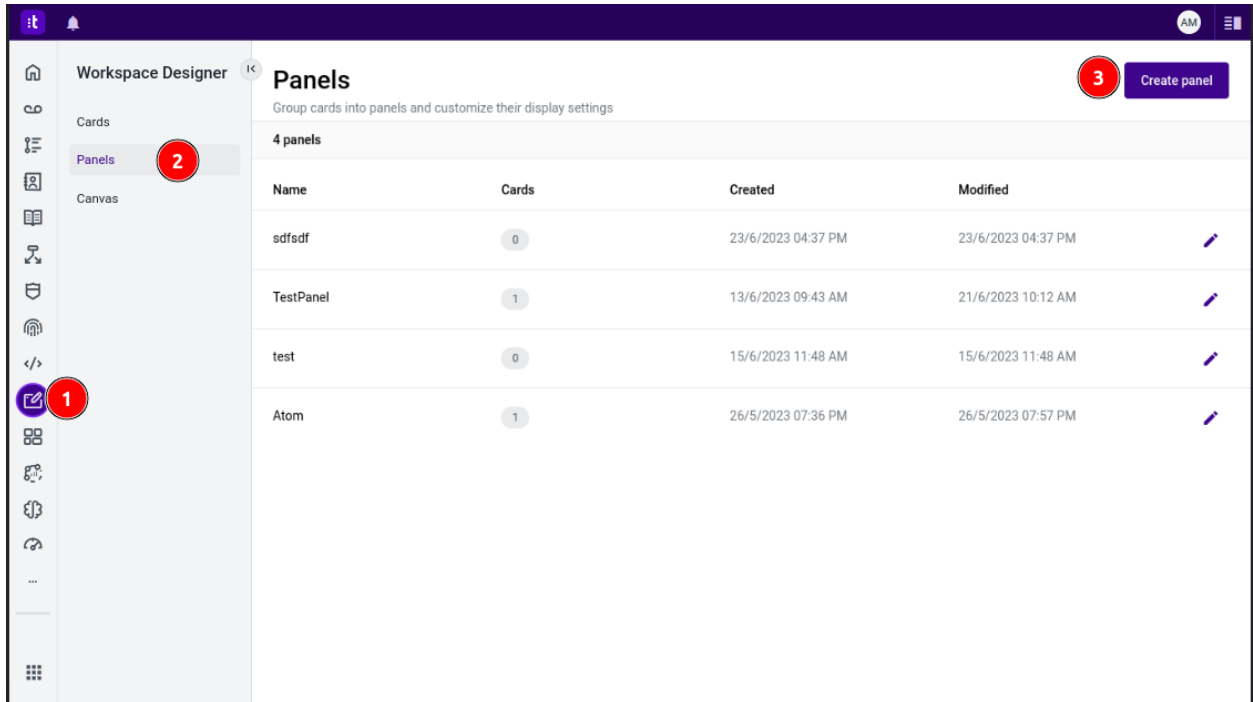 :t
AM
Workspace Designer
Cards
Panels
Canvas
1
2
3
Panels
Create panel
Group cards into panels and customize their display settings
4 panels
Name Cards Created Modified
sdfsdf 0 23/6/2023 04:37 PM 23/6/2023 04:37 PM
TestPanel 1 13/6/2023 09:43 AM 21/6/2023 10:12 AM
test 0 15/6/2023 11:48 AM 15/6/2023 11:48 AM
Atom 1 26/5/2023 07:36 PM 26/5/2023 07:57 PM